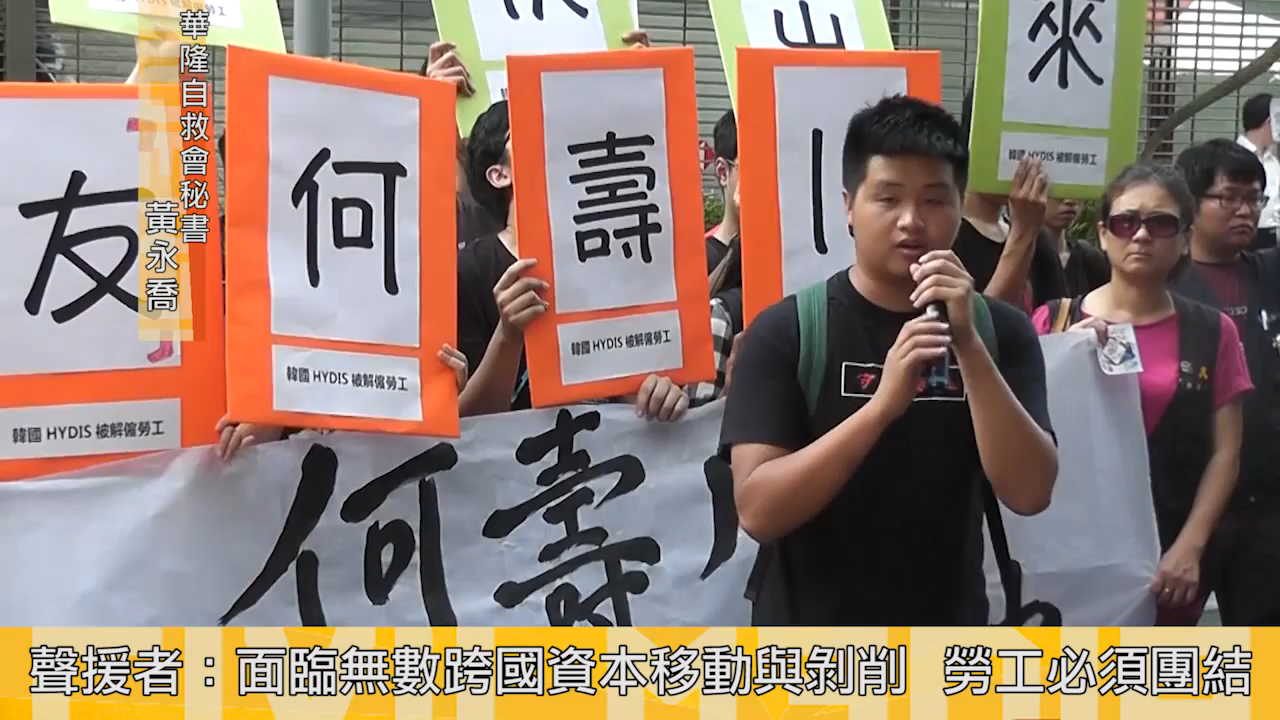 華隆自救會秘書
黃永喬
友
何
壽
來
韓國 HYDIS 被解僱勞工
韓國 HYDIS 被解僱勞工
韓國 HYDIS 被解僱勞工
韓國 HYDIS 被解僱勞工
何壽
聲援者：面臨無數跨國資本移動與剝削 勞工必須團結